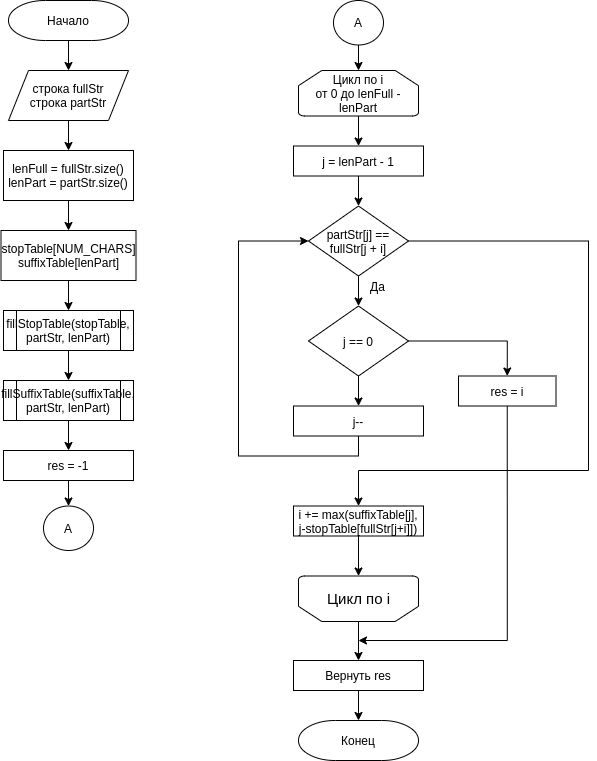 Начало
строка fullStr
строка partStr
lenFull = fullStr.size()
lenPart = partStr.size()
stopTable[NUM_CHARS]
suffixTable[lenPart]
fillStopTable(stopTable,
partStr, lenPart)
fillSuffixTable(suffixTable,
partStr, lenPart)
res = -1
А
А
Цикл по i
от 0 до lenFull -
lenPart
j = lenPart - 1
partStr[j] ==
fullStr[j + i]
Да
j == 0
res = i
j--
i += max(suffixTable[j],
j-stopTable[fullStr[j+i]])
Цикл по i
Вернуть res
Конец